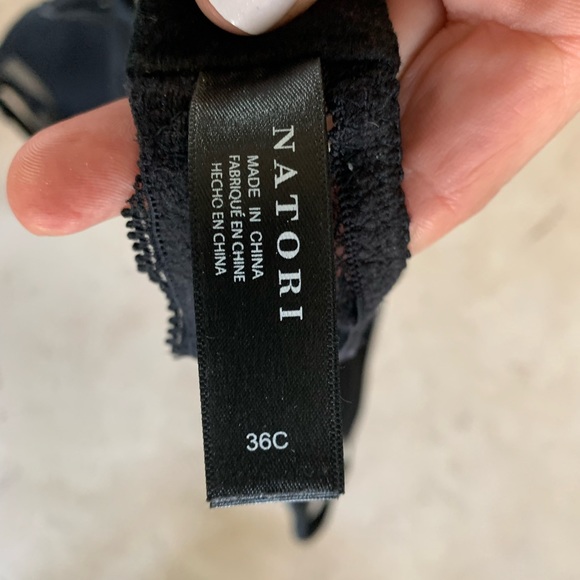 NATORI
MADE IN CHINA
FABRIQUÉ EN CHINE
HECHO EN CHINA
36C